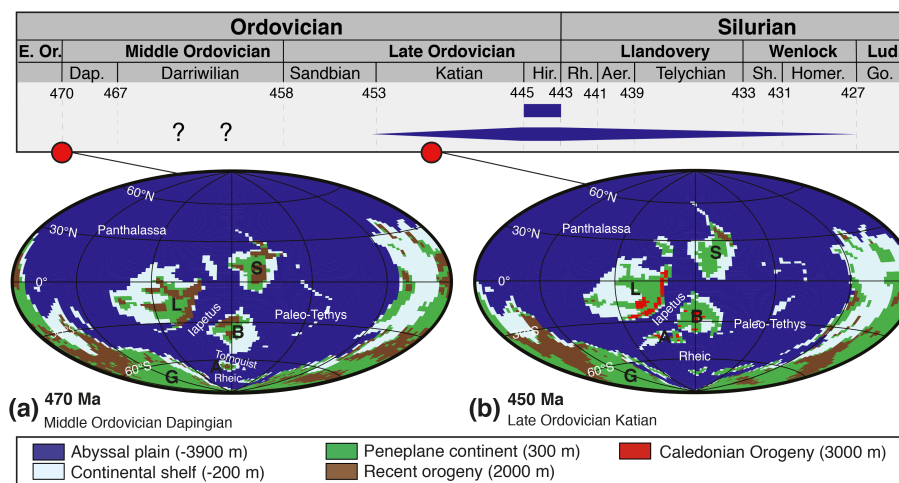 Ordovician Silurian
E. Or. Middle Ordovician Late Ordovician Llandovery Wenlock Lud
Dap. Darriwilian Sandbian Katian Hir. Rh. Aer. Telychian Sh. Homer. Go.
470 467 458 453 445 443 441 439 433 431 427
? ?
60°N
30°N
Panthalassa
0°
S
L
Iapetus
B
Paleo-Tethys
Tornquist
A
Rheic
30°S
60°S
G
(a) 470 Ma
Middle Ordovician Dapingian
60°N
30°N
Panthalassa
0°
S
L
Iapetus
B
Paleo-Tethys
A
Rheic
30°S
60°S
G
(b) 450 Ma
Late Ordovician Katian
Abyssal plain (-3900 m) Peneplane continent (300 m) Caledonian Orogeny (3000 m)
Continental shelf (-200 m) Recent orogeny (2000 m)